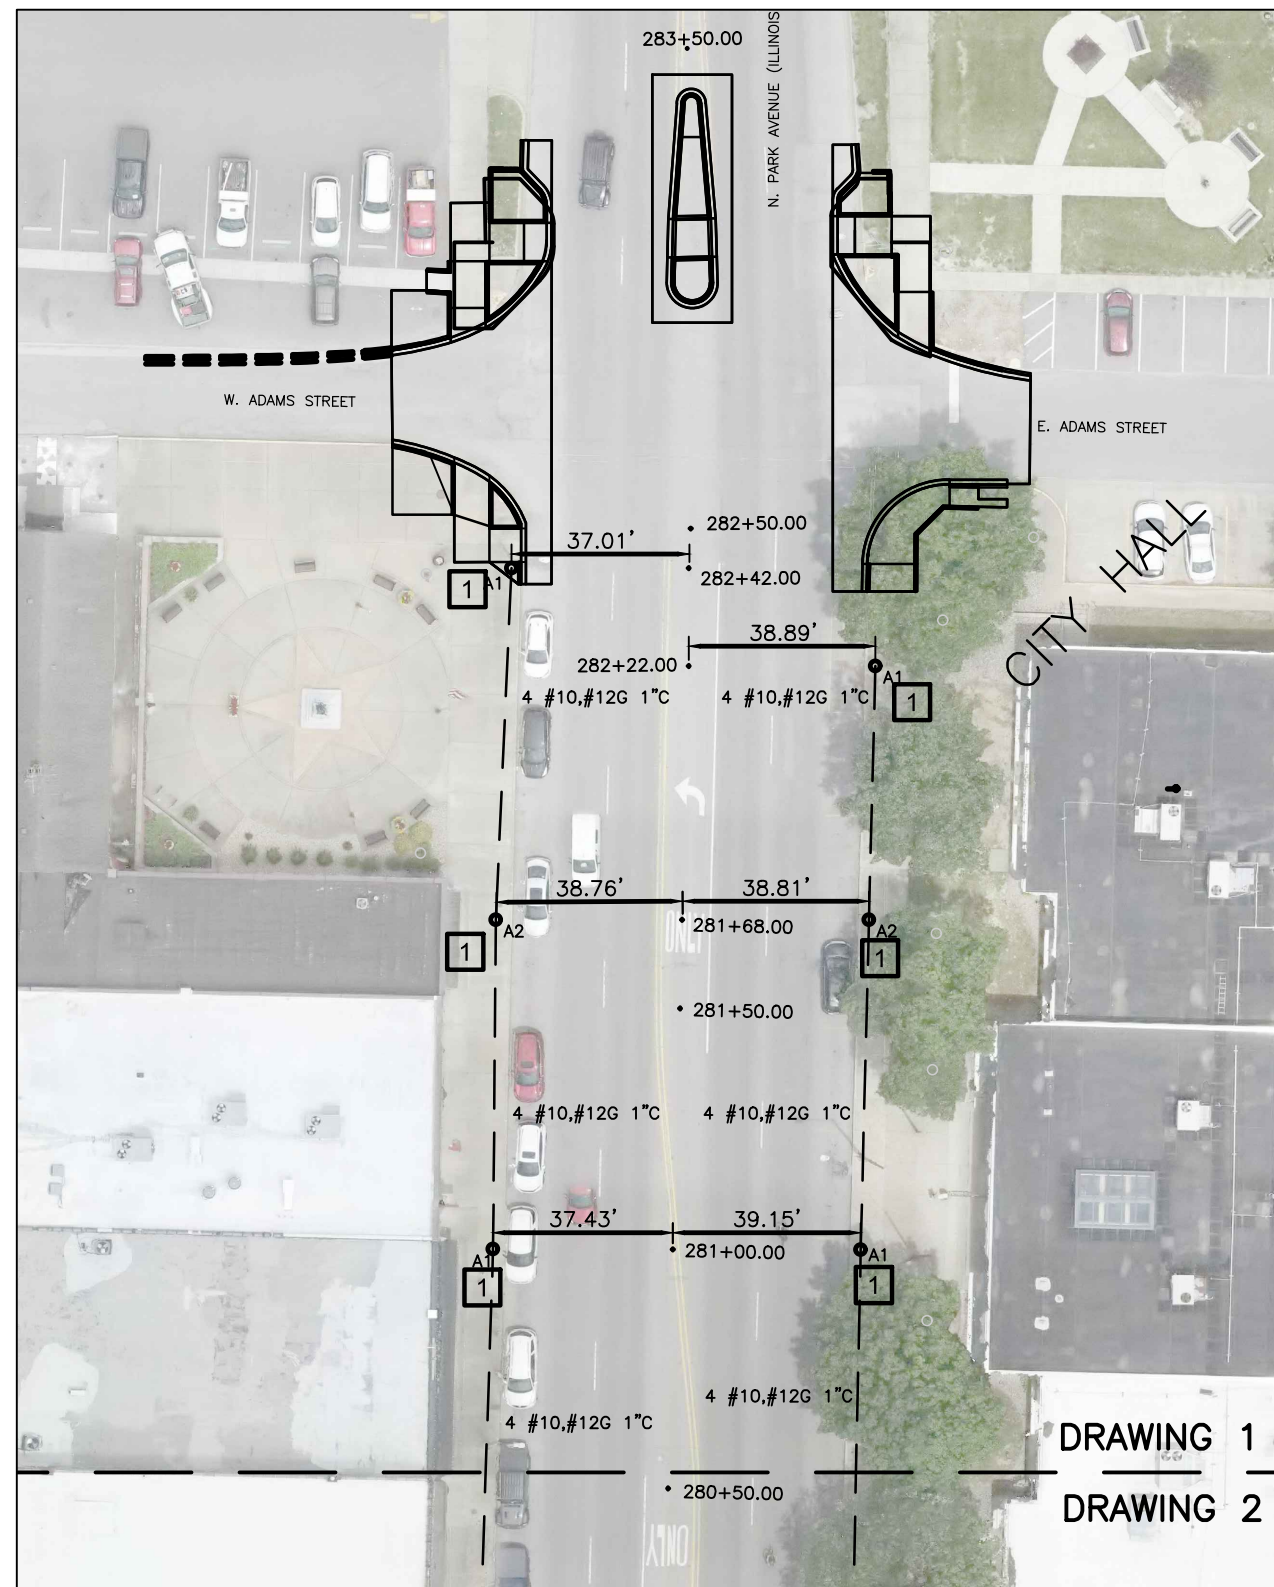 283+50.00
N. PARK AVENUE (ILLINOIS
W. ADAMS STREET
E. ADAMS STREET
282+50.00
37.01'
282+42.00
A1
1
CITY HALL
38.89'
282+22.00
A1
1
4 #10,#12G 1"C
4 #10,#12G 1"C
38.76'
38.81'
281+68.00
A2
A2
ONLY
1
1
281+50.00
4 #10,#12G 1"C
4 #10,#12G 1"C
37.43'
39.15'
281+00.00
A1
A1
1
1
4 #10,#12G 1"C
4 #10,#12G 1"C
DRAWING 1
280+50.00
DRAWING 2
ONLY